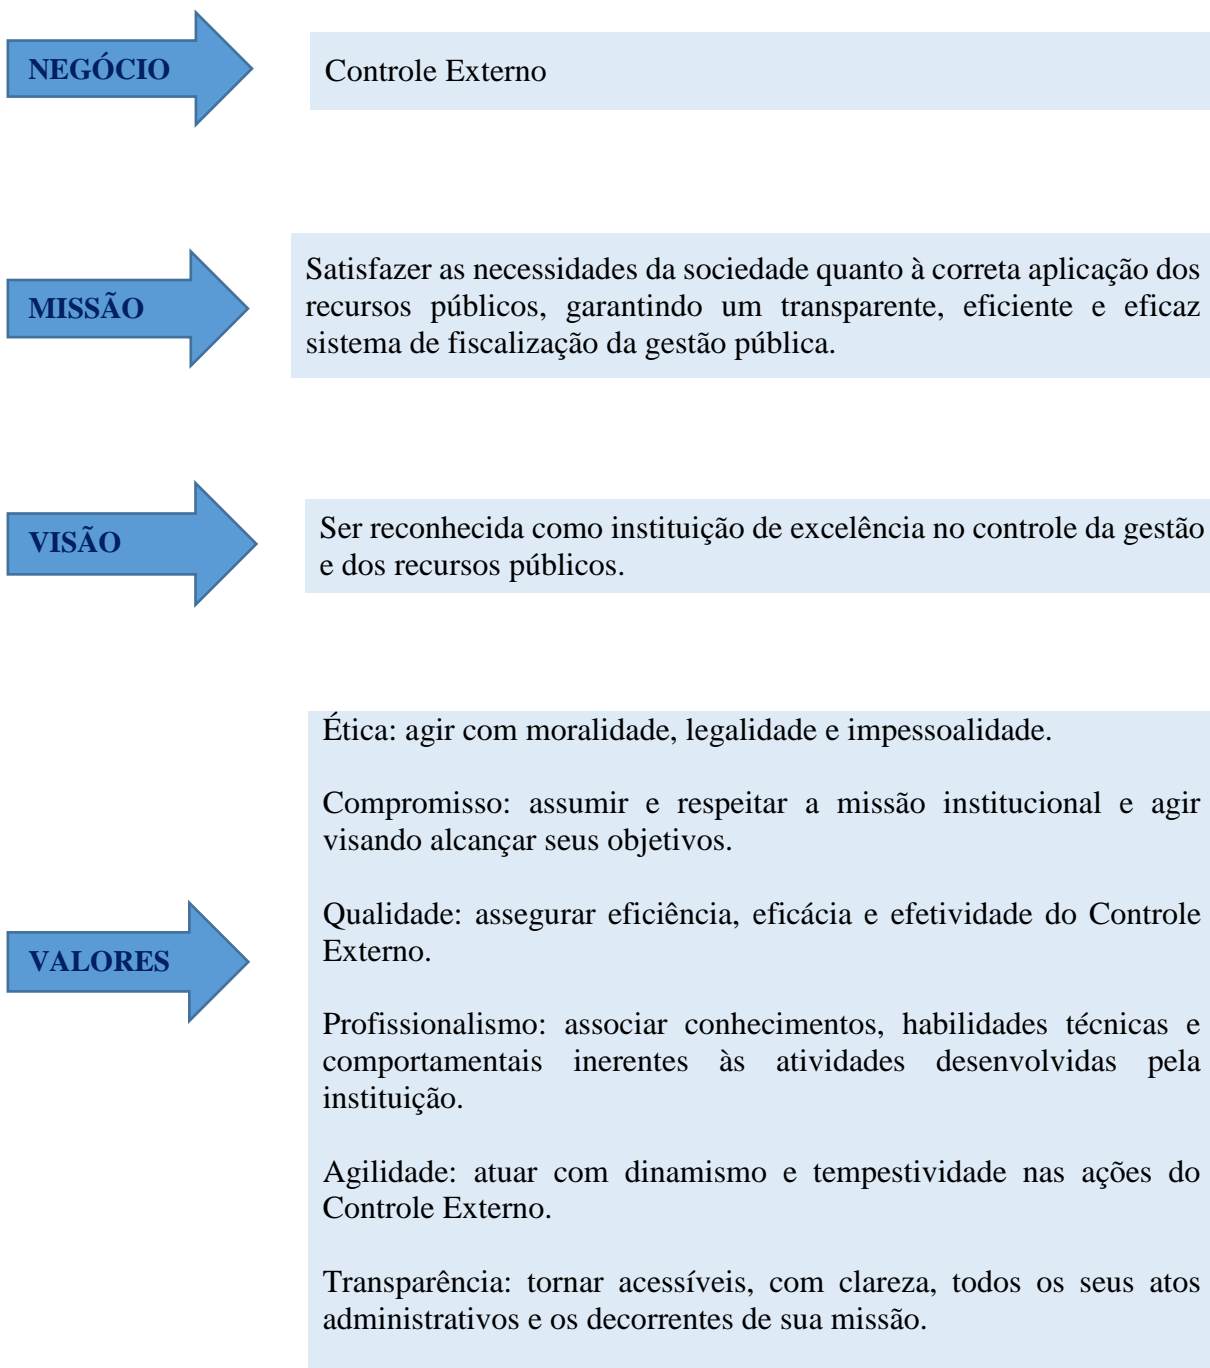 NEGÓCIO
Controle Externo
MISSÃO
Satisfazer as necessidades da sociedade quanto à correta aplicação dos
recursos públicos, garantindo um transparente, eficiente e eficaz
sistema de fiscalização da gestão pública.
VISÃO
Ser reconhecida como instituição de excelência no controle da gestão
e dos recursos públicos.
VALORES
Ética: agir com moralidade, legalidade e impessoalidade.
Compromisso: assumir e respeitar a missão institucional e agir
visando alcançar seus objetivos.
Qualidade: assegurar eficiência, eficácia e efetividade do Controle
Externo.
Profissionalismo: associar conhecimentos, habilidades técnicas e
comportamentais inerentes às atividades desenvolvidas pela
instituição.
Agilidade: atuar com dinamismo e tempestividade nas ações do
Controle Externo.
Transparência: tornar acessíveis, com clareza, todos os seus atos
administrativos e os decorrentes de sua missão.